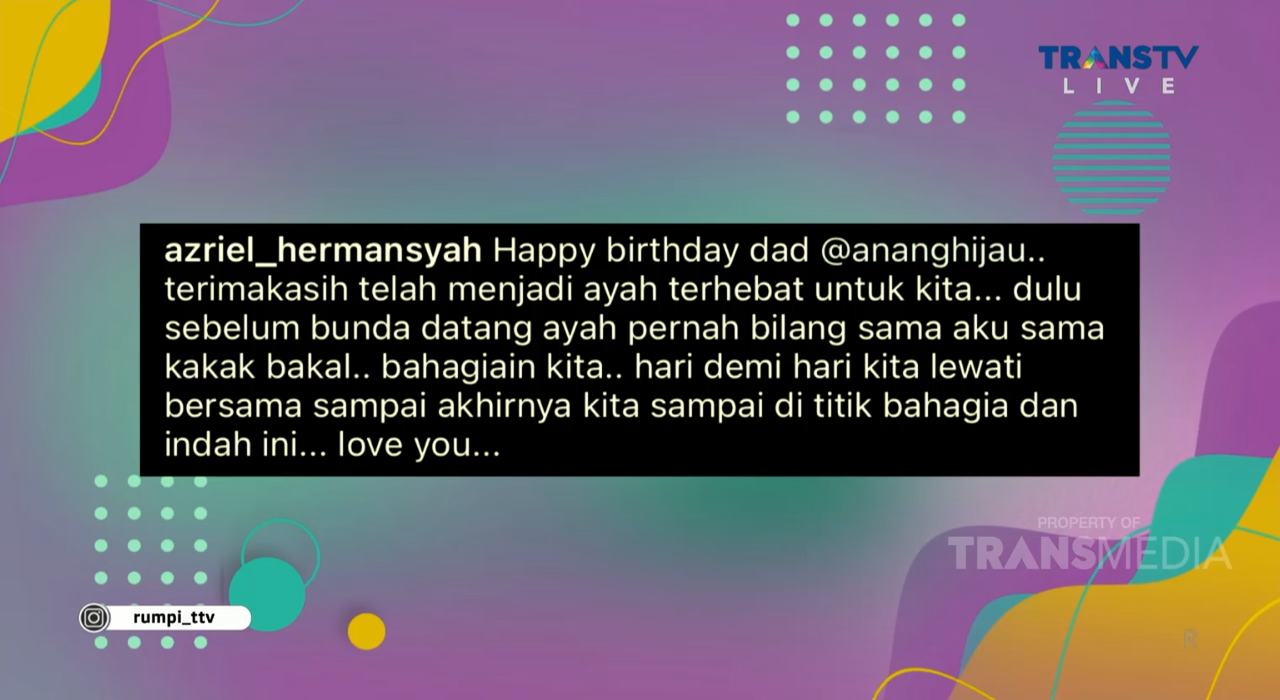 TRANSTV
LIVE
azriel_hermansyah Happy birthday dad @ananghijau..
terimakasih telah menjadi ayah terhebat untuk kita... dulu
sebelum bunda datang ayah pernah bilang sama aku sama
kakak bakal.. bahagiain kita.. hari demi hari kita lewati
bersama sampai akhirnya kita sampai di titik bahagia dan
indah ini... love you...
PROPERTY OF
TRANSMEDIA
rumpi_ttv
R